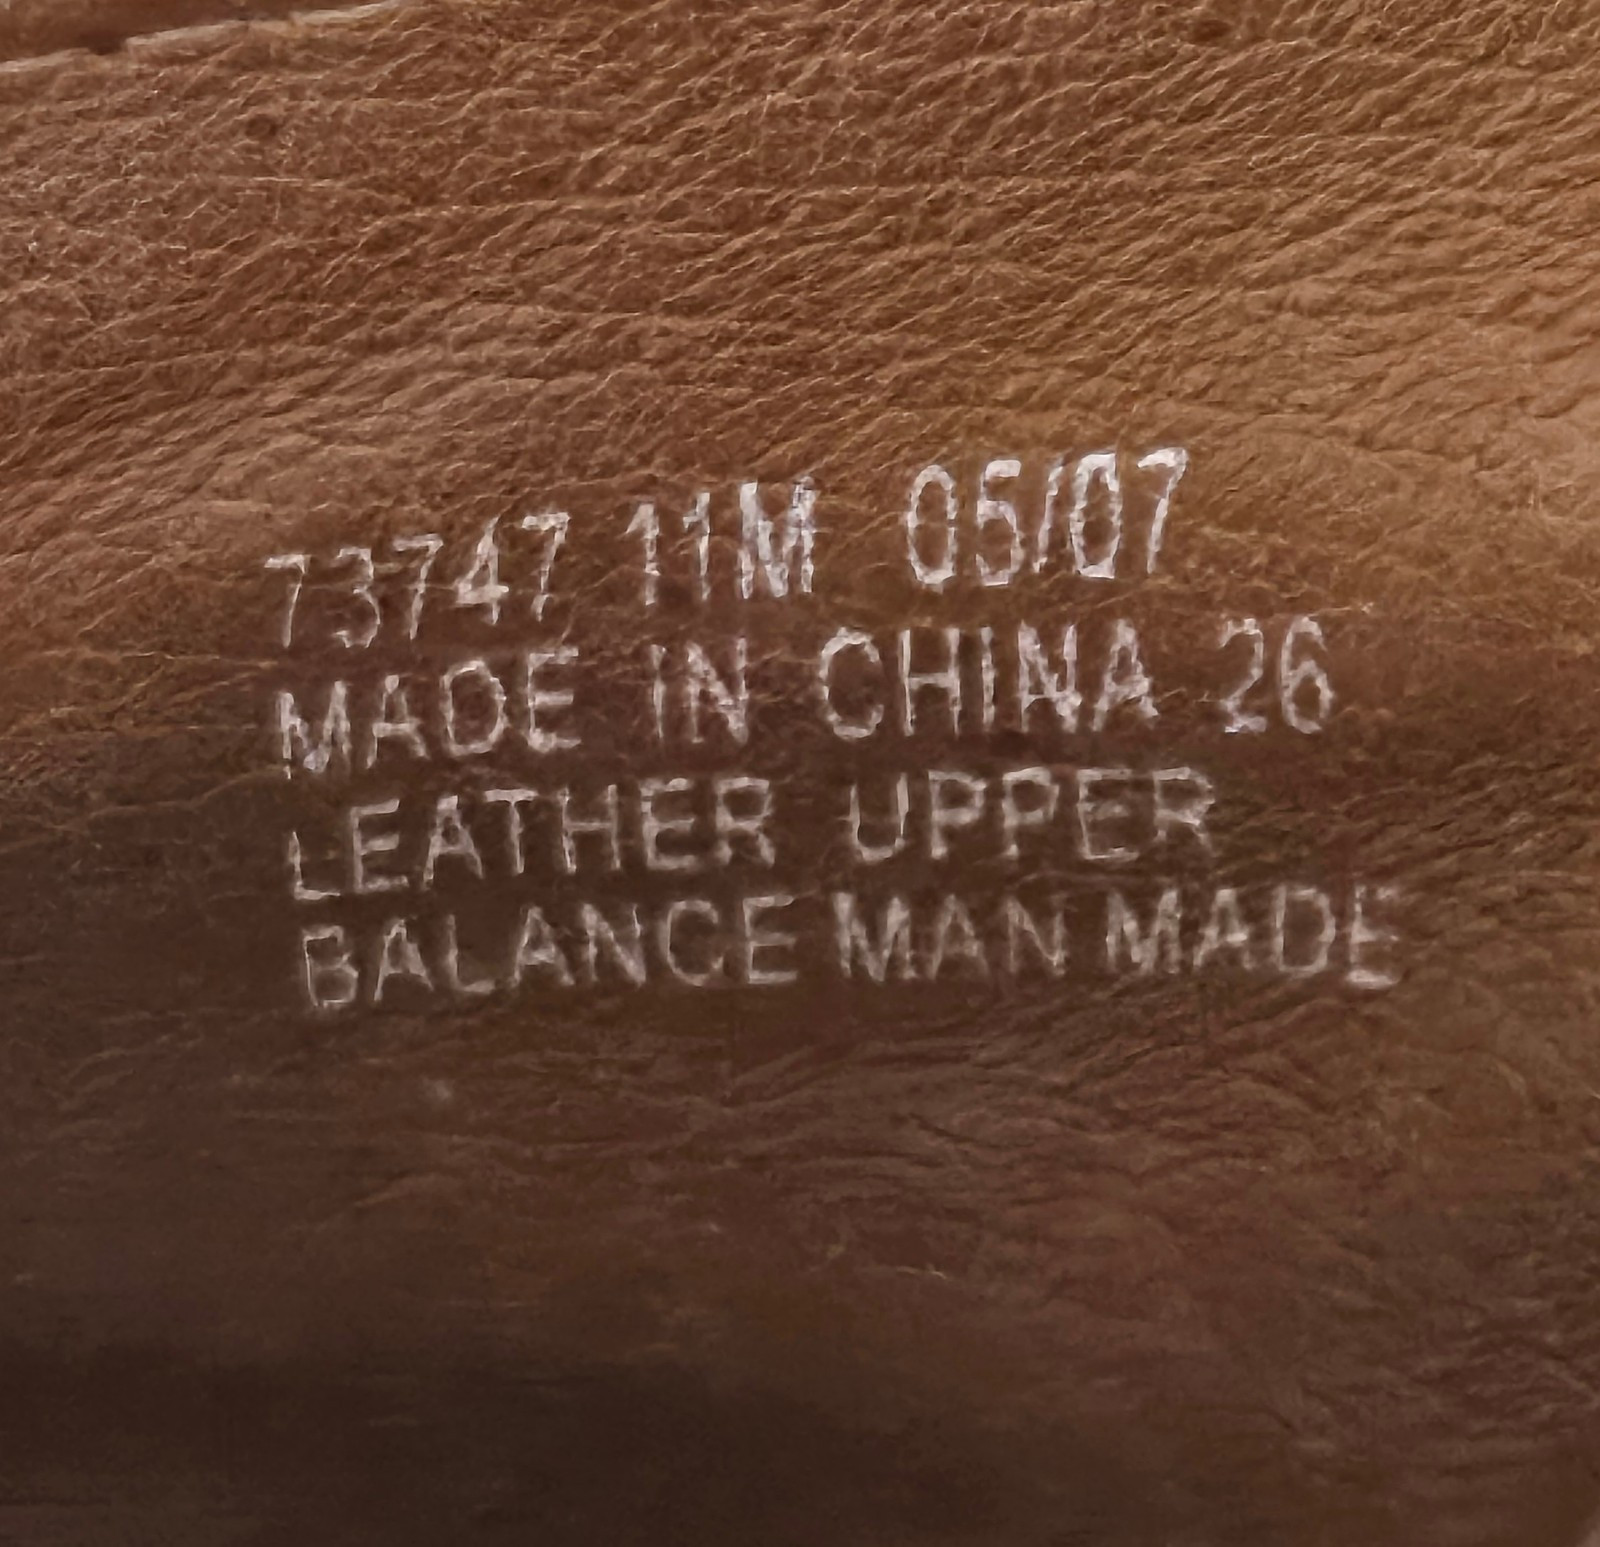 73747 11M 05/07
MADE IN CHINA 26
LEATHER UPPER
BALANCE MAN MADE